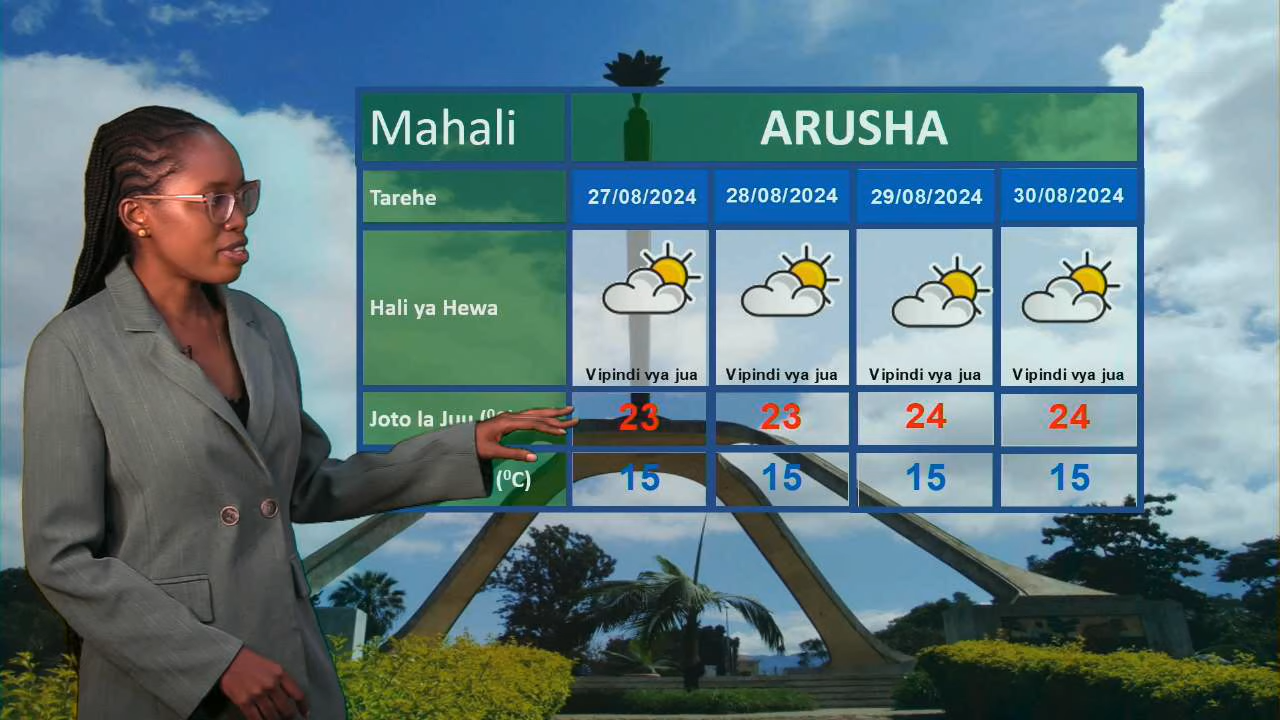 Mahali ARUSHA
Tarehe 27/08/2024 28/08/2024 29/08/2024 30/08/2024
Hali ya Hewa
Vipindi vya jua Vipindi vya jua Vipindi vya jua Vipindi vya jua
Joto la Juu 23 23 24 24
(⁰C) 15 15 15 15